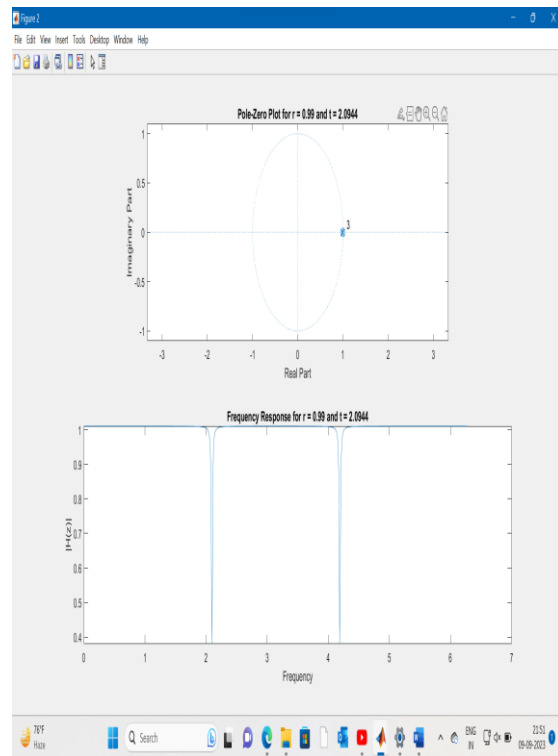 Figure 2
File Edit View Insert Tools Desktop Window Help
Pole-Zero Plot for r = 0.99 and t = 2.0944
1
0.5
0
-0.5
-1
3
-3 -2 -1 0 1 2 3
Imaginary Part
Real Part
Frequency Response for r = 0.99 and t = 2.0944
1
0.9
0.8
0.7
0.6
0.5
0.4
|H(z)|
0 1 2 3 4 5 6 7
Frequency
76°F
Haze
Search
ENG
IN
21:51
09-09-2023